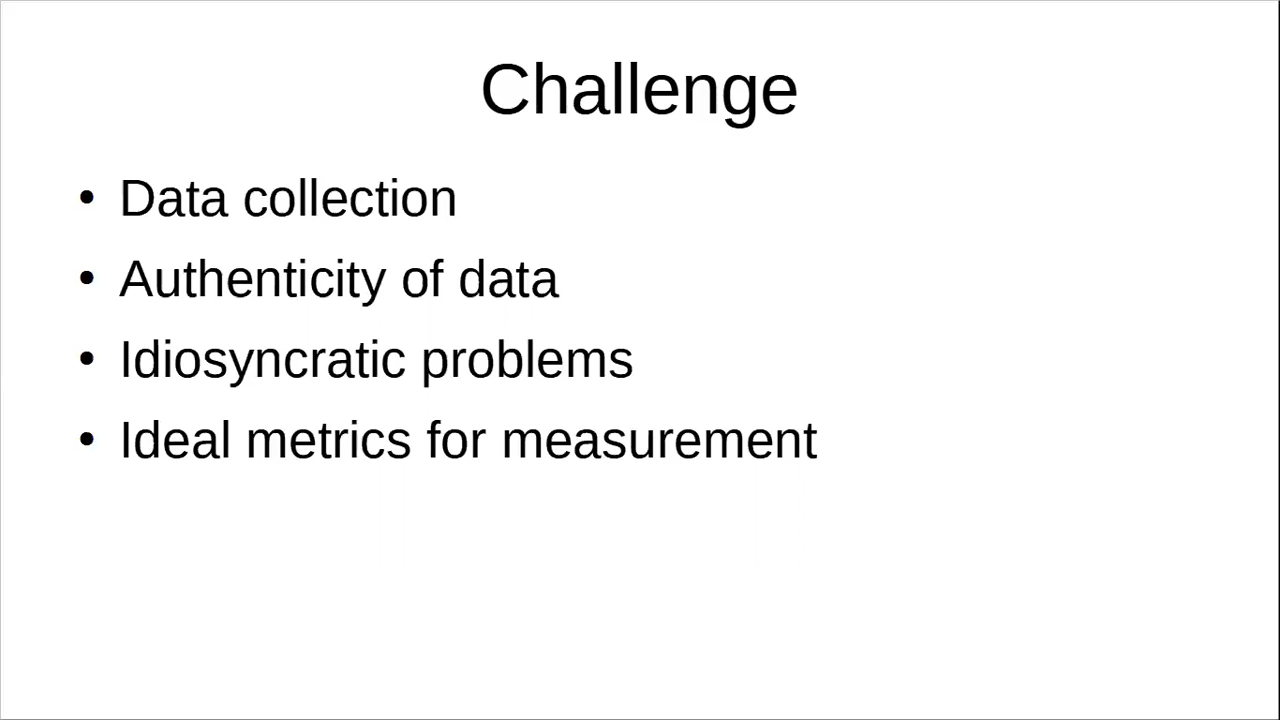 Challenge
• Data collection
• Authenticity of data
• Idiosyncratic problems
• Ideal metrics for measurement